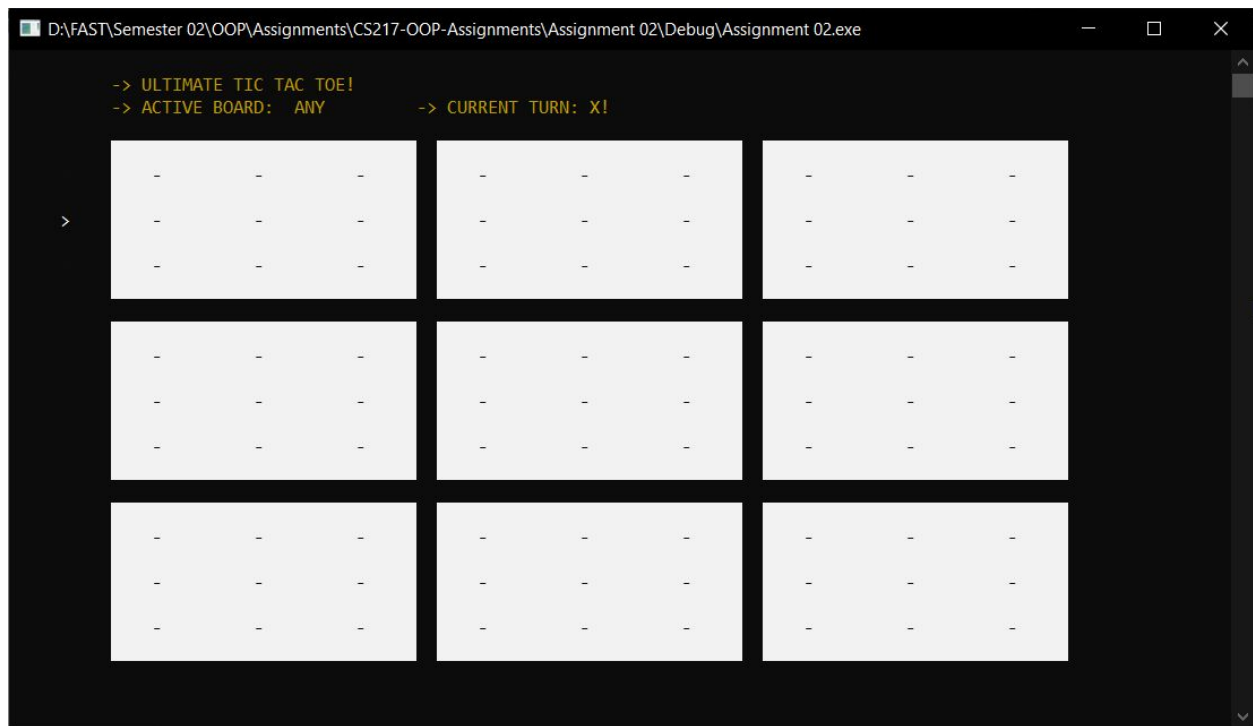 D:\FAST\Semester 02\OOP\Assignments\CS217-OOP-Assignments\Assignment 02\Debug\Assignment 02.exe
-> ULTIMATE TIC TAC TOE!
-> ACTIVE BOARD:  ANY         -> CURRENT TURN: X!
- - - - - - - - -
> - - - - - - - - -
- - - - - - - - -
- - - - - - - - -
- - - - - - - - -
- - - - - - - - -
- - - - - - - - -
- - - - - - - - -
- - - - - - - - -